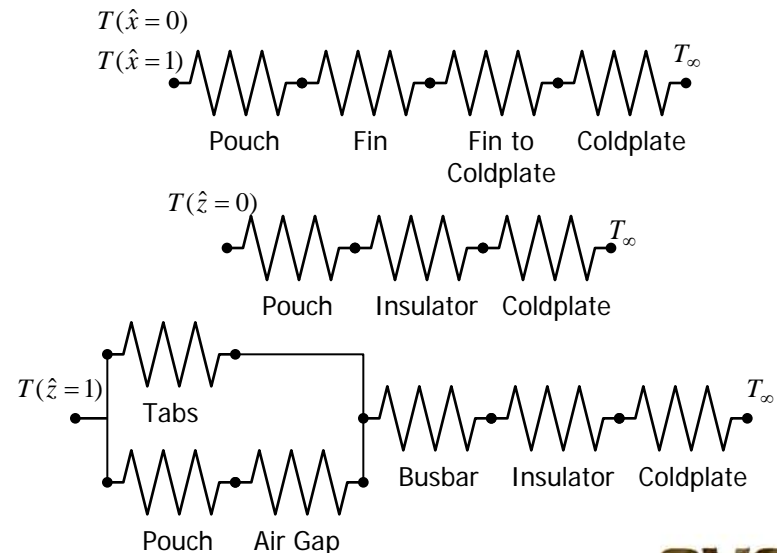 T(x̂ = 0)
T(x̂ = 1)
T∞
Pouch Fin Fin to Coldplate
Coldplate
T(ẑ = 0)
T∞
Pouch Insulator Coldplate
T(ẑ = 1)
T∞
Tabs
Busbar Insulator Coldplate
Pouch Air Gap